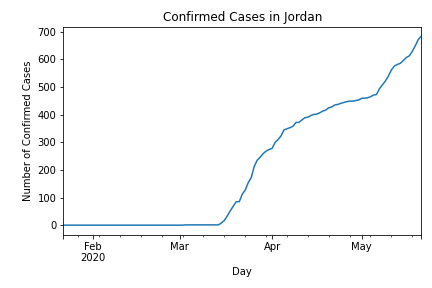 Confirmed Cases in Jordan
700
600
500
400
300
200
100
0
Number of Confirmed Cases
Feb
2020
Mar
Apr
May
Day